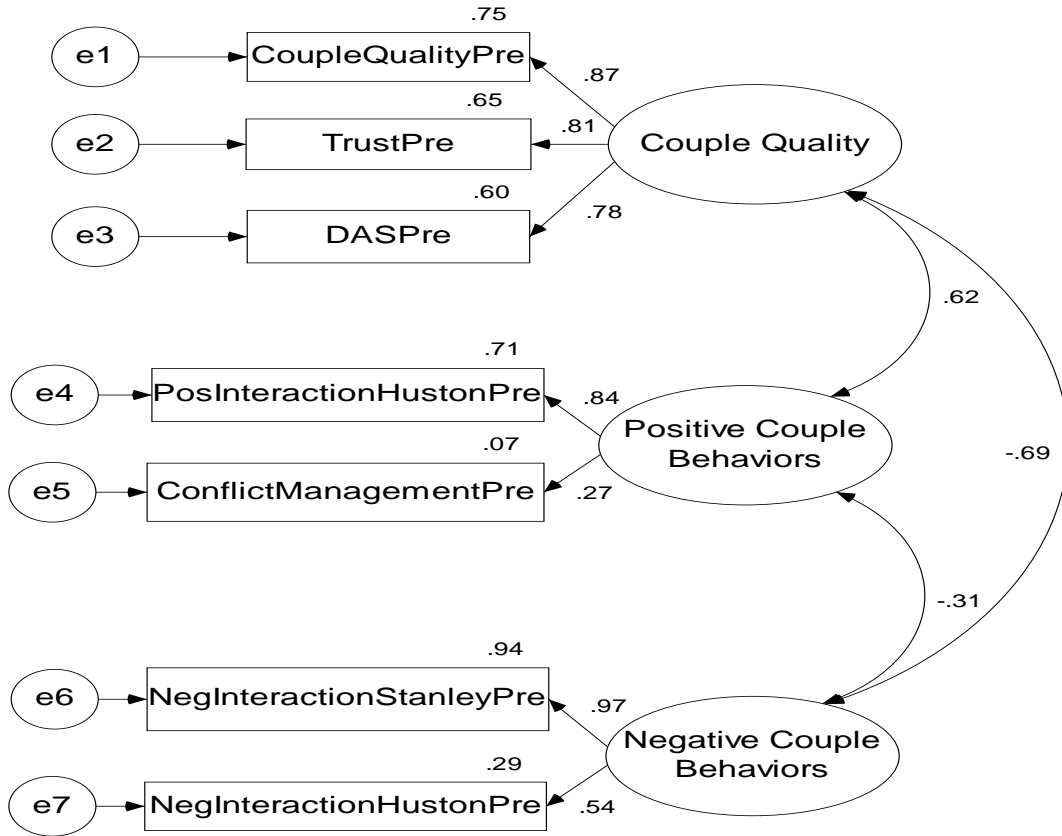 .75
e1
CoupleQualityPre
.87
.65
e2
TrustPre
.81
Couple Quality
.60
e3
DASPre
.78
.62
.71
e4
PosInteractionHustonPre
.84
Positive Couple
Behaviors
-.69
.07
e5
ConflictManagementPre
.27
-.31
.94
e6
NegInteractionStanleyPre
.97
Negative Couple
Behaviors
.29
e7
NegInteractionHustonPre
.54